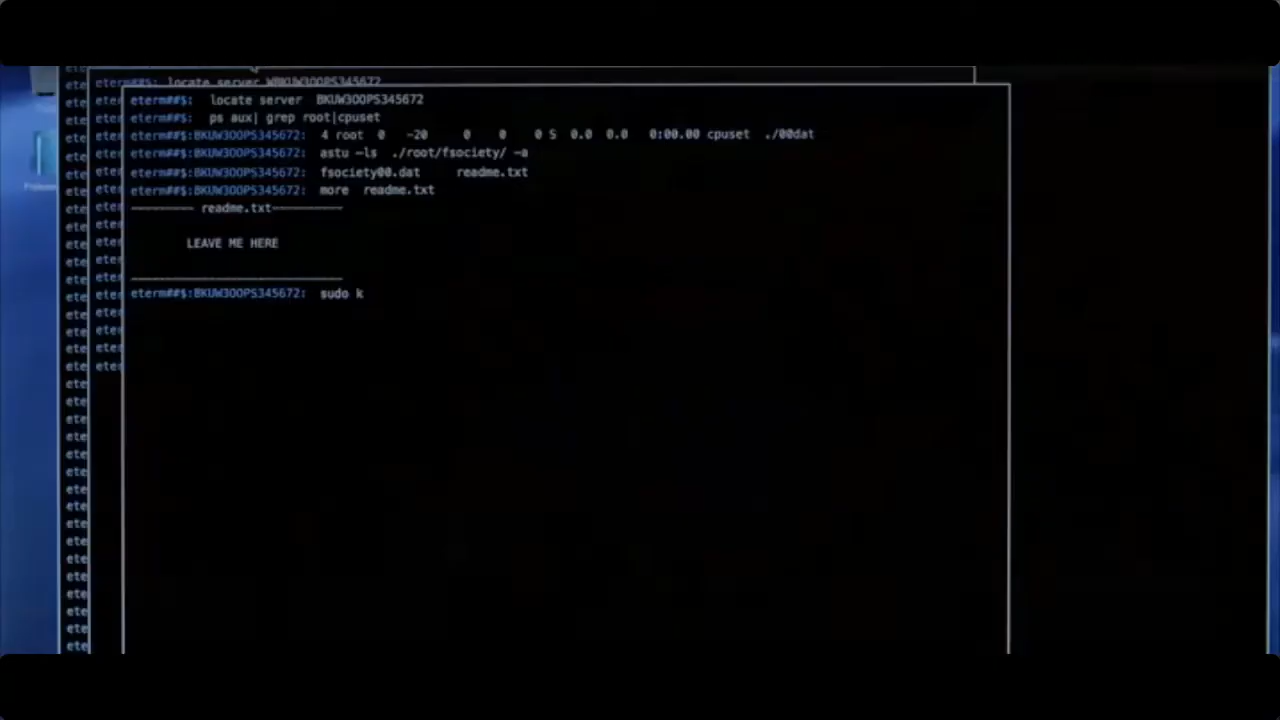 eterm##$: locate server WBKUW300PS345672
eterm##$: locate server BKUW300PS345672
eterm##$: ps aux| grep root|cpuset
eterm##$:BKUW300PS345672: 4 root 0 -20 0 0 0 S 0.0 0.0 0:00.00 cpuset ./00dat
eterm##$:BKUW300PS345672: astu -ls ./root/fsociety/ -a
eterm##$:BKUW300PS345672: fsociety00.dat readme.txt
eterm##$:BKUW300PS345672: more readme.txt
--------- readme.txt----------
LEAVE ME HERE
eterm##$:BKUW300PS345672: sudo k